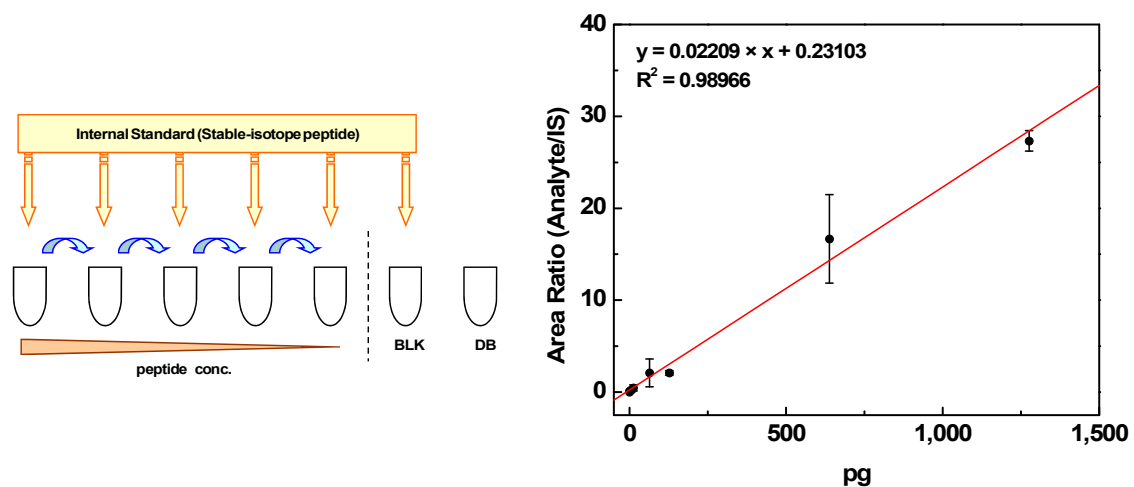 Internal Standard (Stable-isotope peptide)
BLK
DB
peptide conc.
y = 0.02209 × x + 0.23103
R² = 0.98966
Area Ratio (Analyte/IS)
40
30
20
10
0
0
500
1,000
1,500
pg